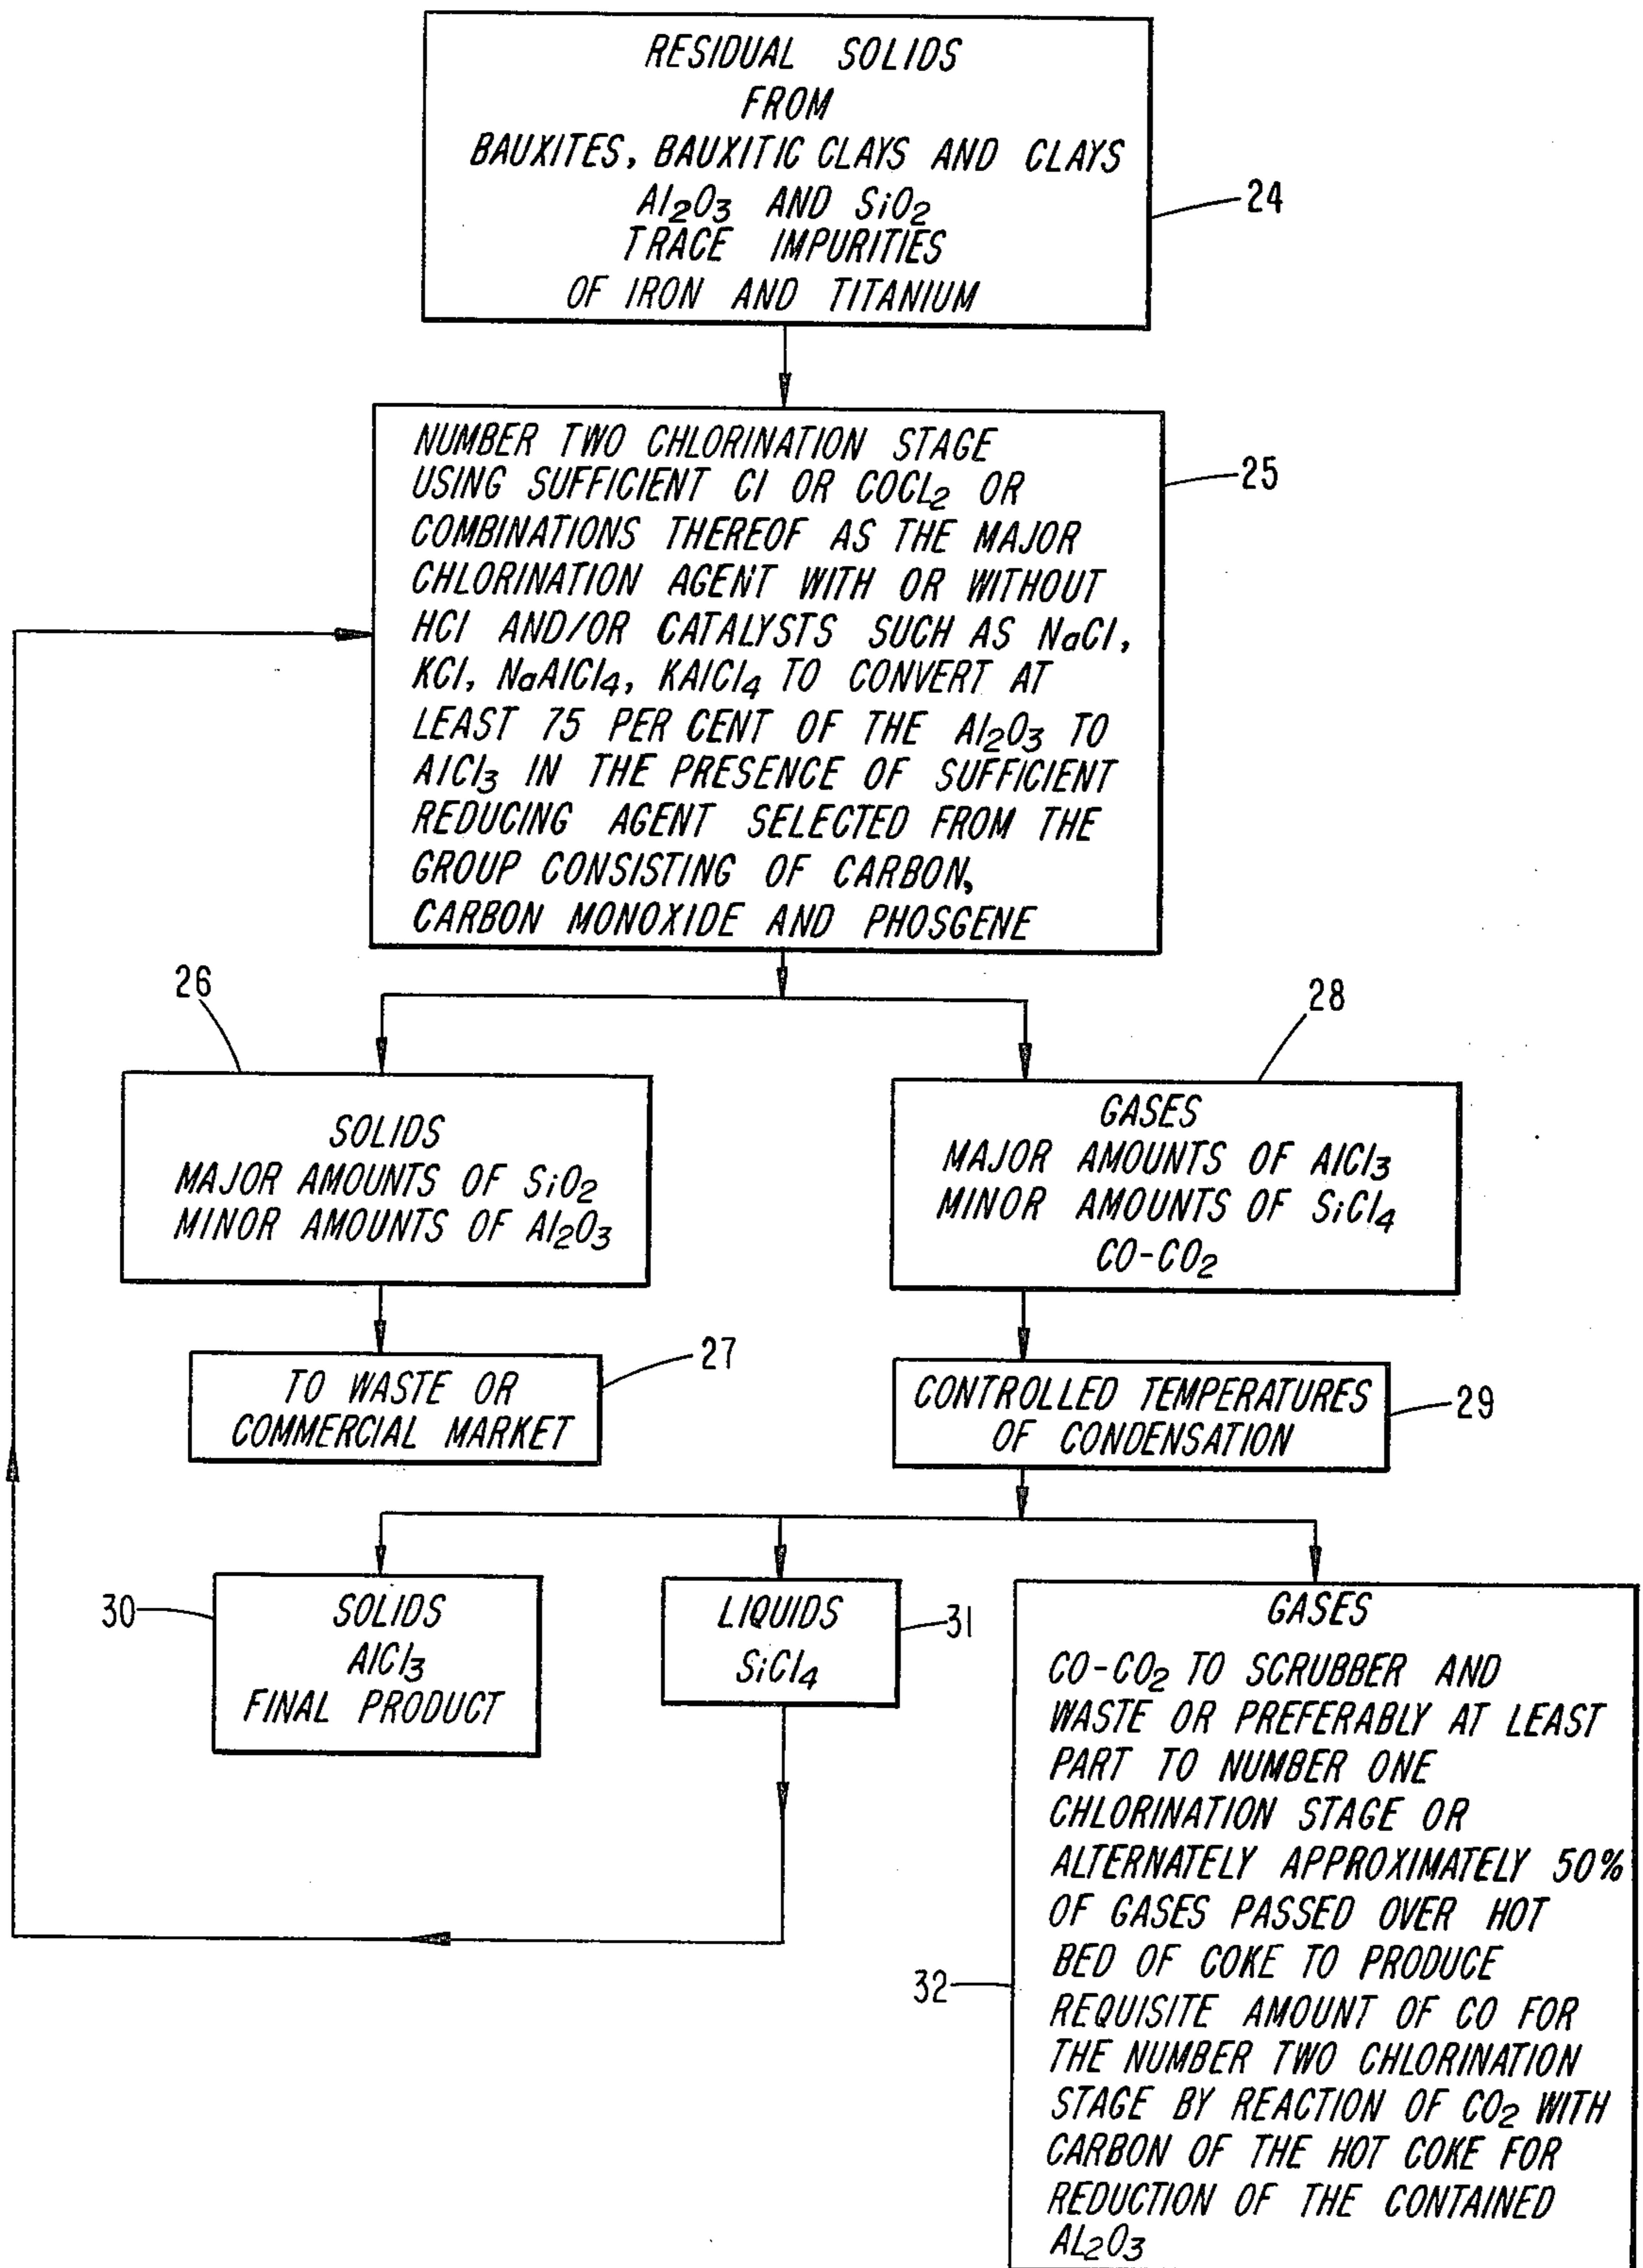 RESIDUAL SOLIDS
FROM
BAUXITES, BAUXITIC CLAYS AND CLAYS
Al₂O₃ AND SiO₂
TRACE IMPURITIES
OF IRON AND TITANIUM
24
NUMBER TWO CHLORINATION STAGE
USING SUFFICIENT Cl OR COCL₂ OR
COMBINATIONS THEREOF AS THE MAJOR
CHLORINATION AGENT WITH OR WITHOUT
HCl AND/OR CATALYSTS SUCH AS NaCl,
KCl, NaAlCl₄, KAlCl₄ TO CONVERT AT
LEAST 75 PER CENT OF THE Al₂O₃ TO
AlCl₃ IN THE PRESENCE OF SUFFICIENT
REDUCING AGENT SELECTED FROM THE
GROUP CONSISTING OF CARBON,
CARBON MONOXIDE AND PHOSGENE
25
26
SOLIDS
MAJOR AMOUNTS OF SiO₂
MINOR AMOUNTS OF Al₂O₃
28
GASES
MAJOR AMOUNTS OF AlCl₃
MINOR AMOUNTS OF SiCl₄
CO-CO₂
TO WASTE OR
COMMERCIAL MARKET
27
CONTROLLED TEMPERATURES
OF CONDENSATION
29
30
SOLIDS
AlCl₃
FINAL PRODUCT
LIQUIDS
SiCl₄
31
GASES
CO-CO₂ TO SCRUBBER AND
WASTE OR PREFERABLY AT LEAST
PART TO NUMBER ONE
CHLORINATION STAGE OR
ALTERNATELY APPROXIMATELY 50%
OF GASES PASSED OVER HOT
BED OF COKE TO PRODUCE
REQUISITE AMOUNT OF CO FOR
THE NUMBER TWO CHLORINATION
STAGE BY REACTION OF CO₂ WITH
CARBON OF THE HOT COKE FOR
REDUCTION OF THE CONTAINED
AL₂O₃
32